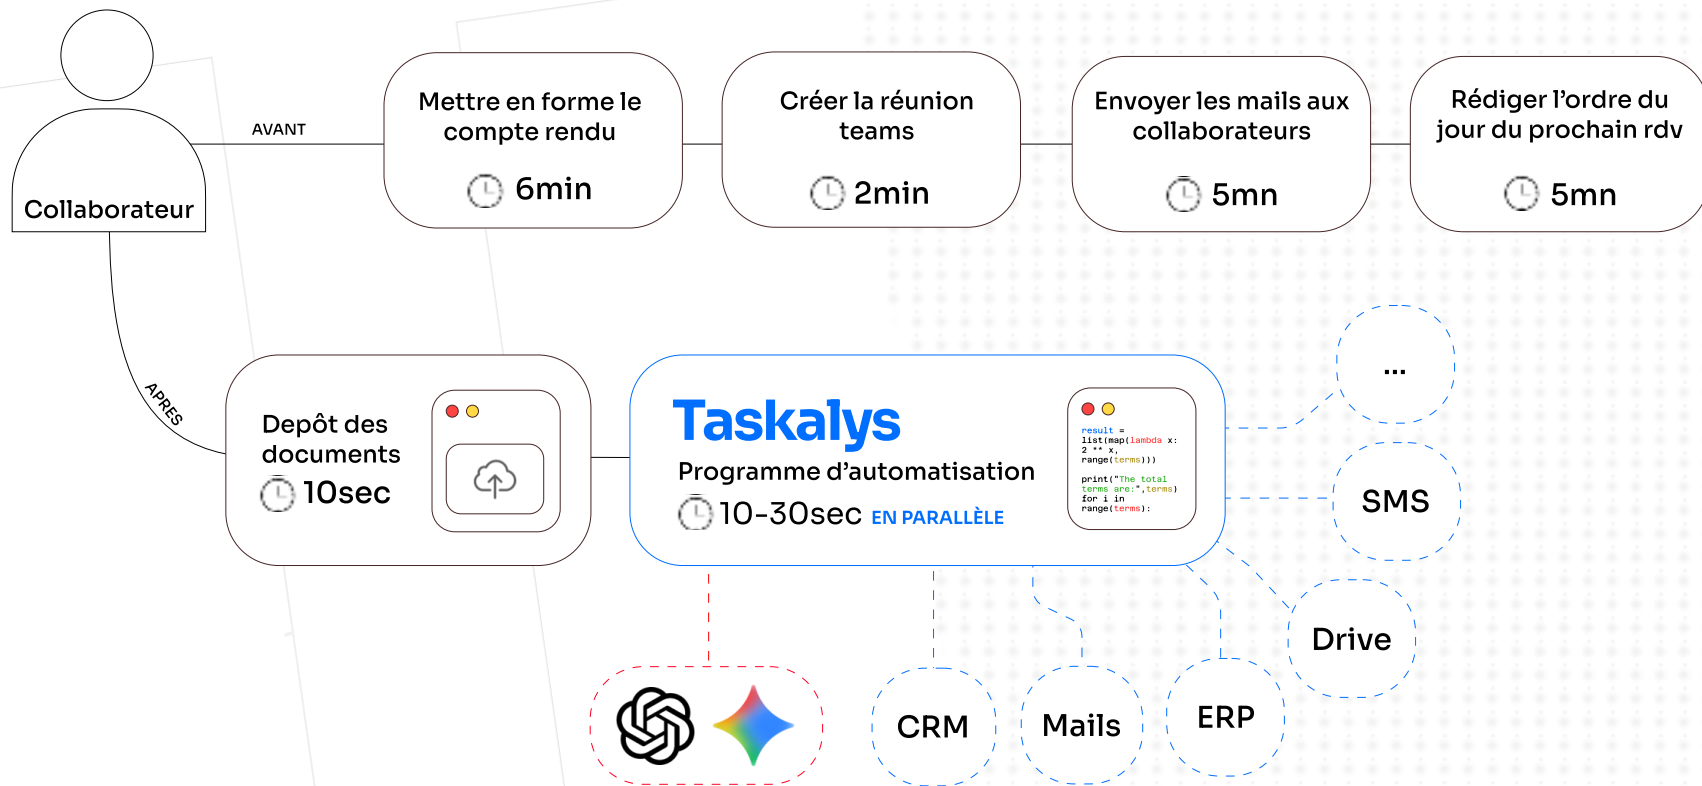 AVANT
Mettre en forme le
compte rendu
6min
Créer la réunion
teams
2min
Envoyer les mails aux
collaborateurs
5mn
Rédiger l’ordre du
jour du prochain rdv
5mn
Collaborateur
APRES
Depôt des
documents
10sec
Taskalys
Programme d’automatisation
10-30sec EN PARALLÈLE
result =
list(map(lambda x:
2 ** x,
range(terms)))
print("The total
terms are:",terms)
for i in
range(terms):
...
SMS
Drive
ERP
Mails
CRM